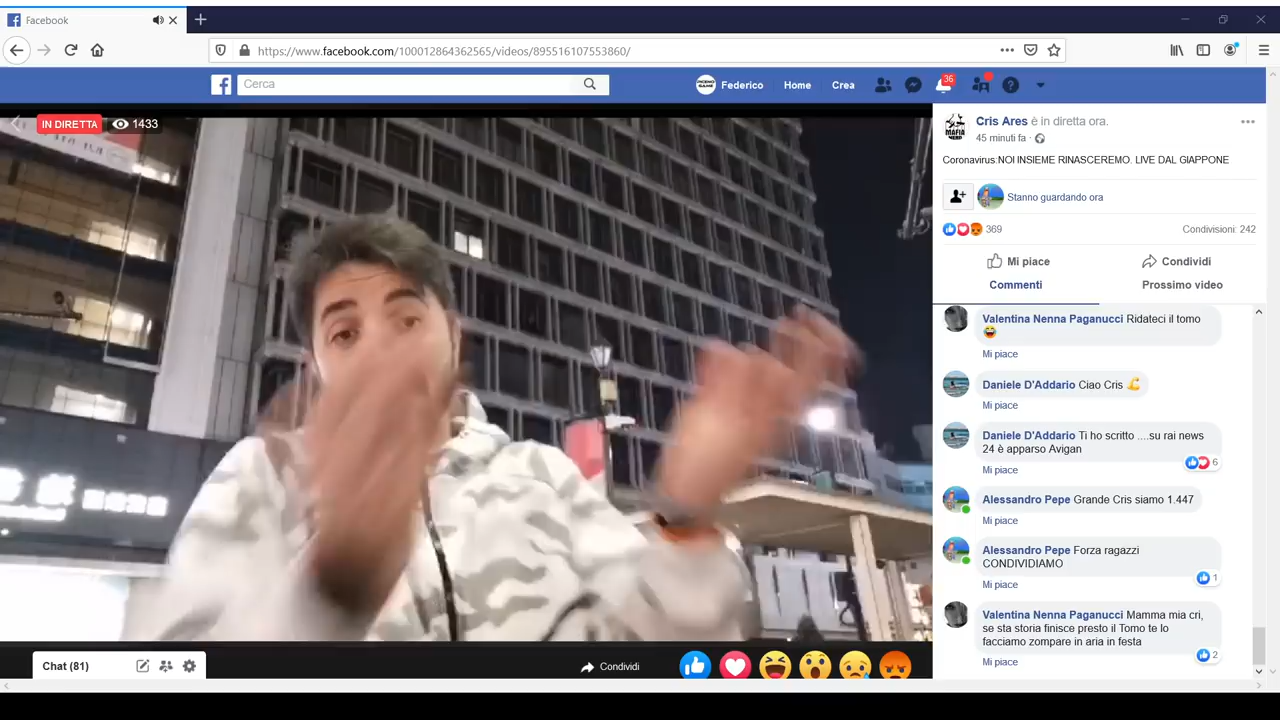 Facebook
https://www.facebook.com/100012864362565/videos/895516107553860/
Cerca
Federico
Home
Crea
36
IN DIRETTA
1433
Cris Ares è in diretta ora.
45 minuti fa ·
Coronavirus:NOI INSIEME RINASCEREMO. LIVE DAL GIAPPONE
Stanno guardando ora
369
Condivisioni: 242
Mi piace
Condividi
Commenti
Prossimo video
Valentina Nenna Paganucci Ridateci il tomo
Mi piace
Daniele D'Addario Ciao Cris
Mi piace
Daniele D'Addario Ti ho scritto ....su rai news
24 è apparso Avigan
6
Mi piace
Alessandro Pepe Grande Cris siamo 1.447
Mi piace
Alessandro Pepe Forza ragazzi
CONDIVIDIAMO
1
Mi piace
Valentina Nenna Paganucci Mamma mia cri,
se sta storia finisce presto il Tomo te lo
facciamo zompare in aria in festa
2
Mi piace
Chat (81)
Condividi